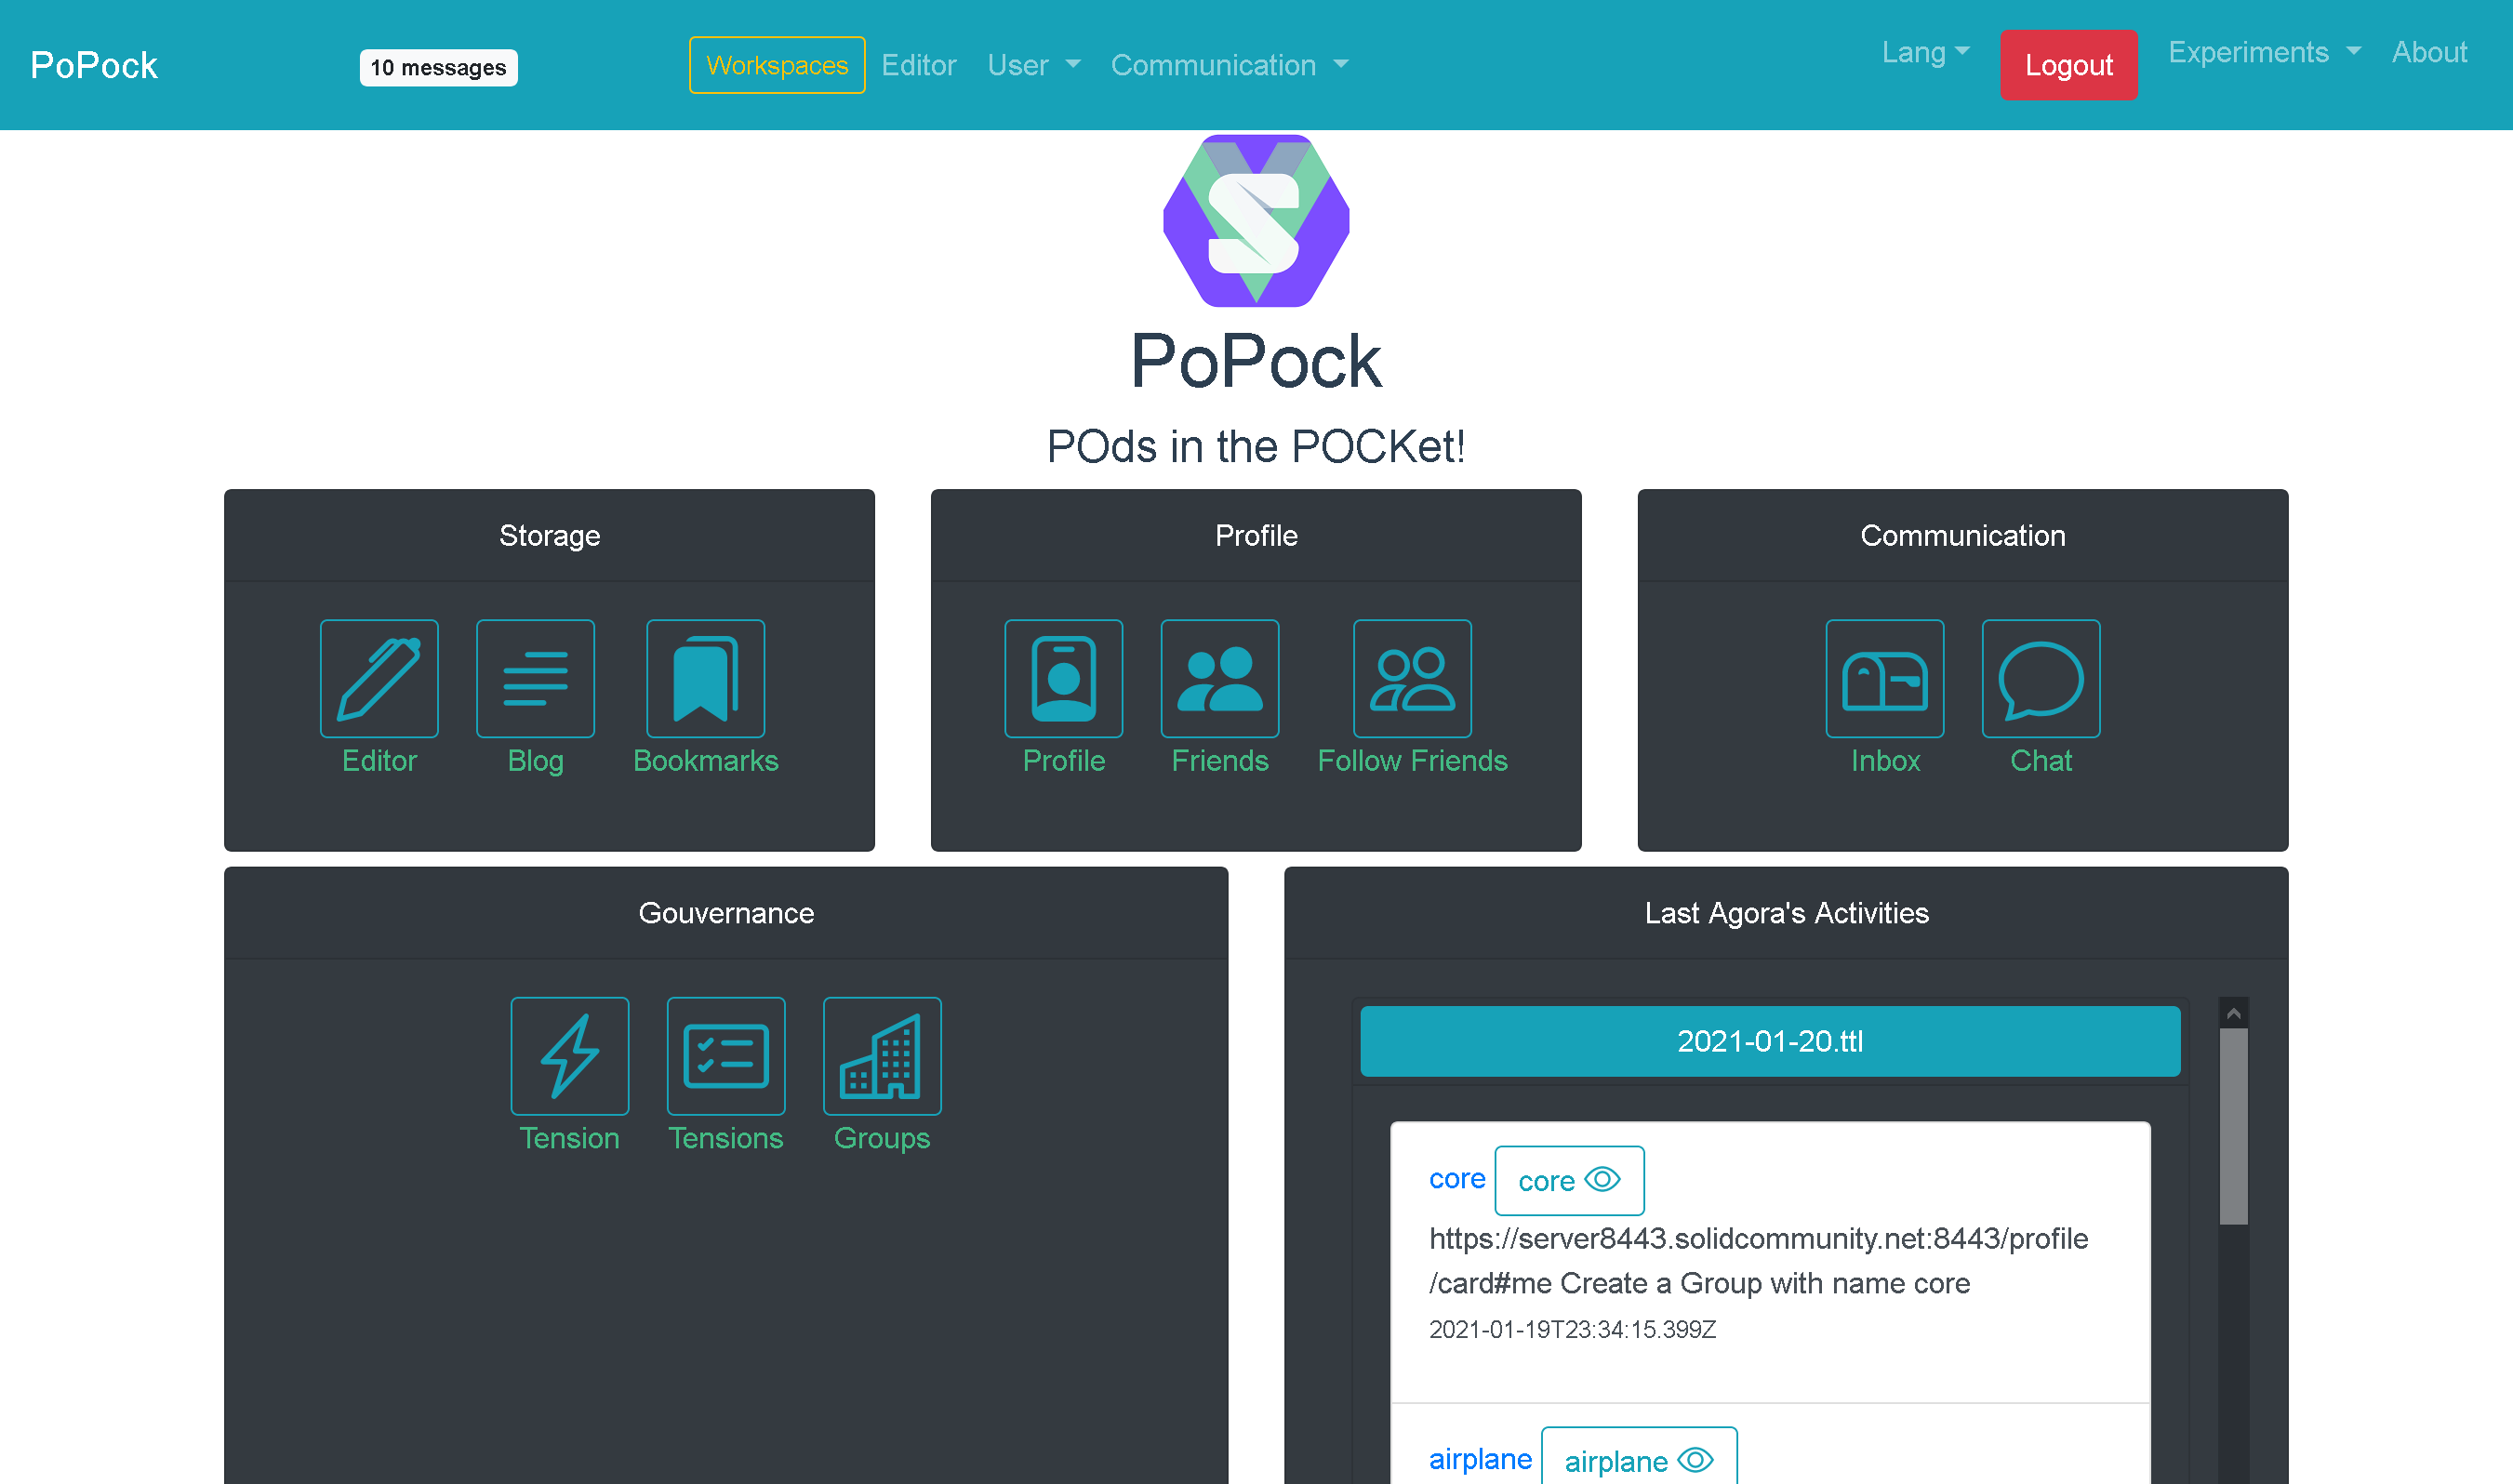 PoPock
10 messages
Workspaces Editor User Communication
Lang Logout Experiments About
S
PoPock
POds in the POCKet!
Storage
Editor Blog Bookmarks
Profile
Profile Friends Follow Friends
Communication
Inbox Chat
Gouvernance
Tension Tensions Groups
Last Agora's Activities
2021-01-20.ttl
core core
https://server8443.solidcommunity.net:8443/profile
/card#me Create a Group with name core
2021-01-19T23:34:15.399Z
airplane airplane